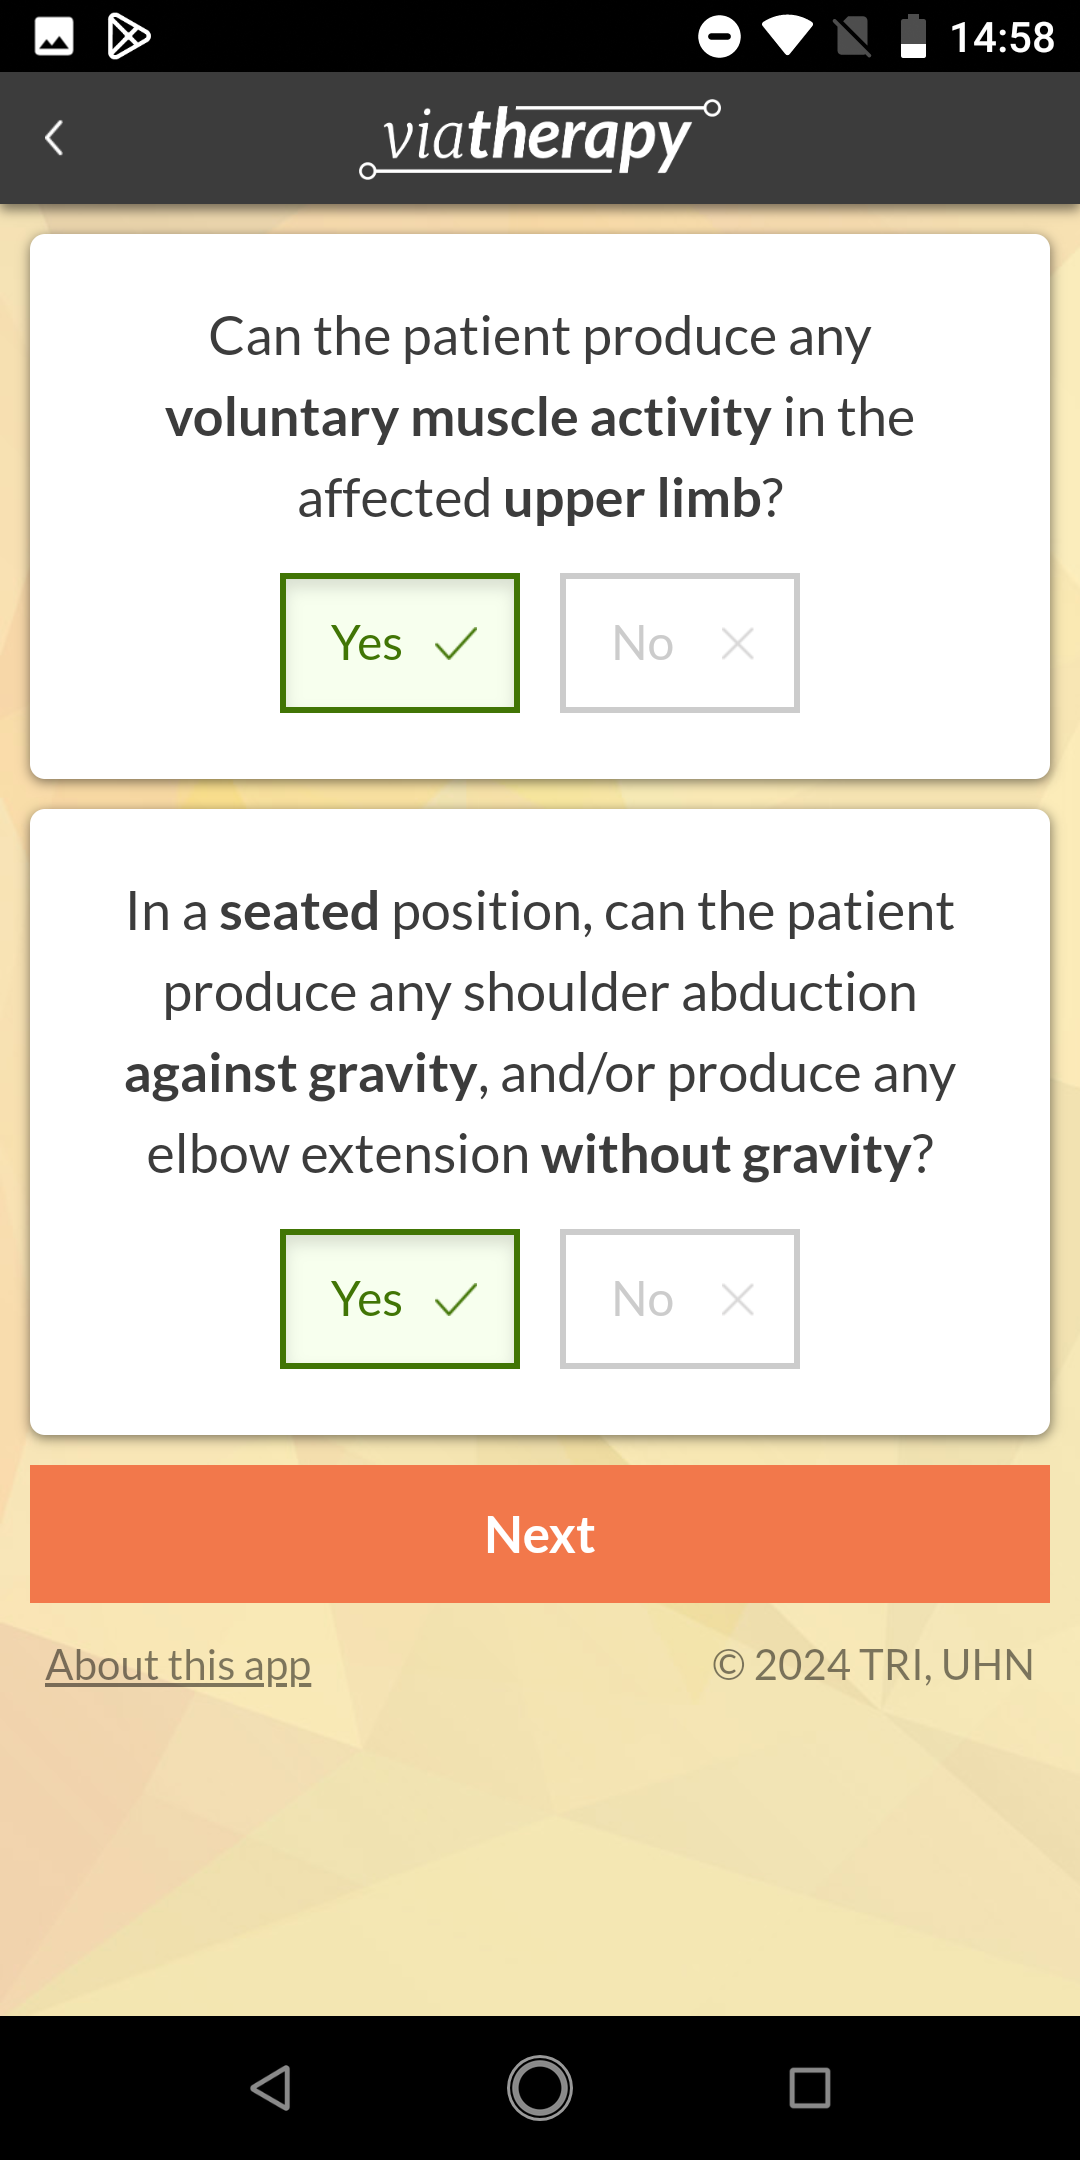 14:58
viatherapy
Can the patient produce any
voluntary muscle activity in the
affected upper limb?
Yes No
In a seated position, can the patient
produce any shoulder abduction
against gravity, and/or produce any
elbow extension without gravity?
Yes No
Next
About this app © 2024 TRI, UHN